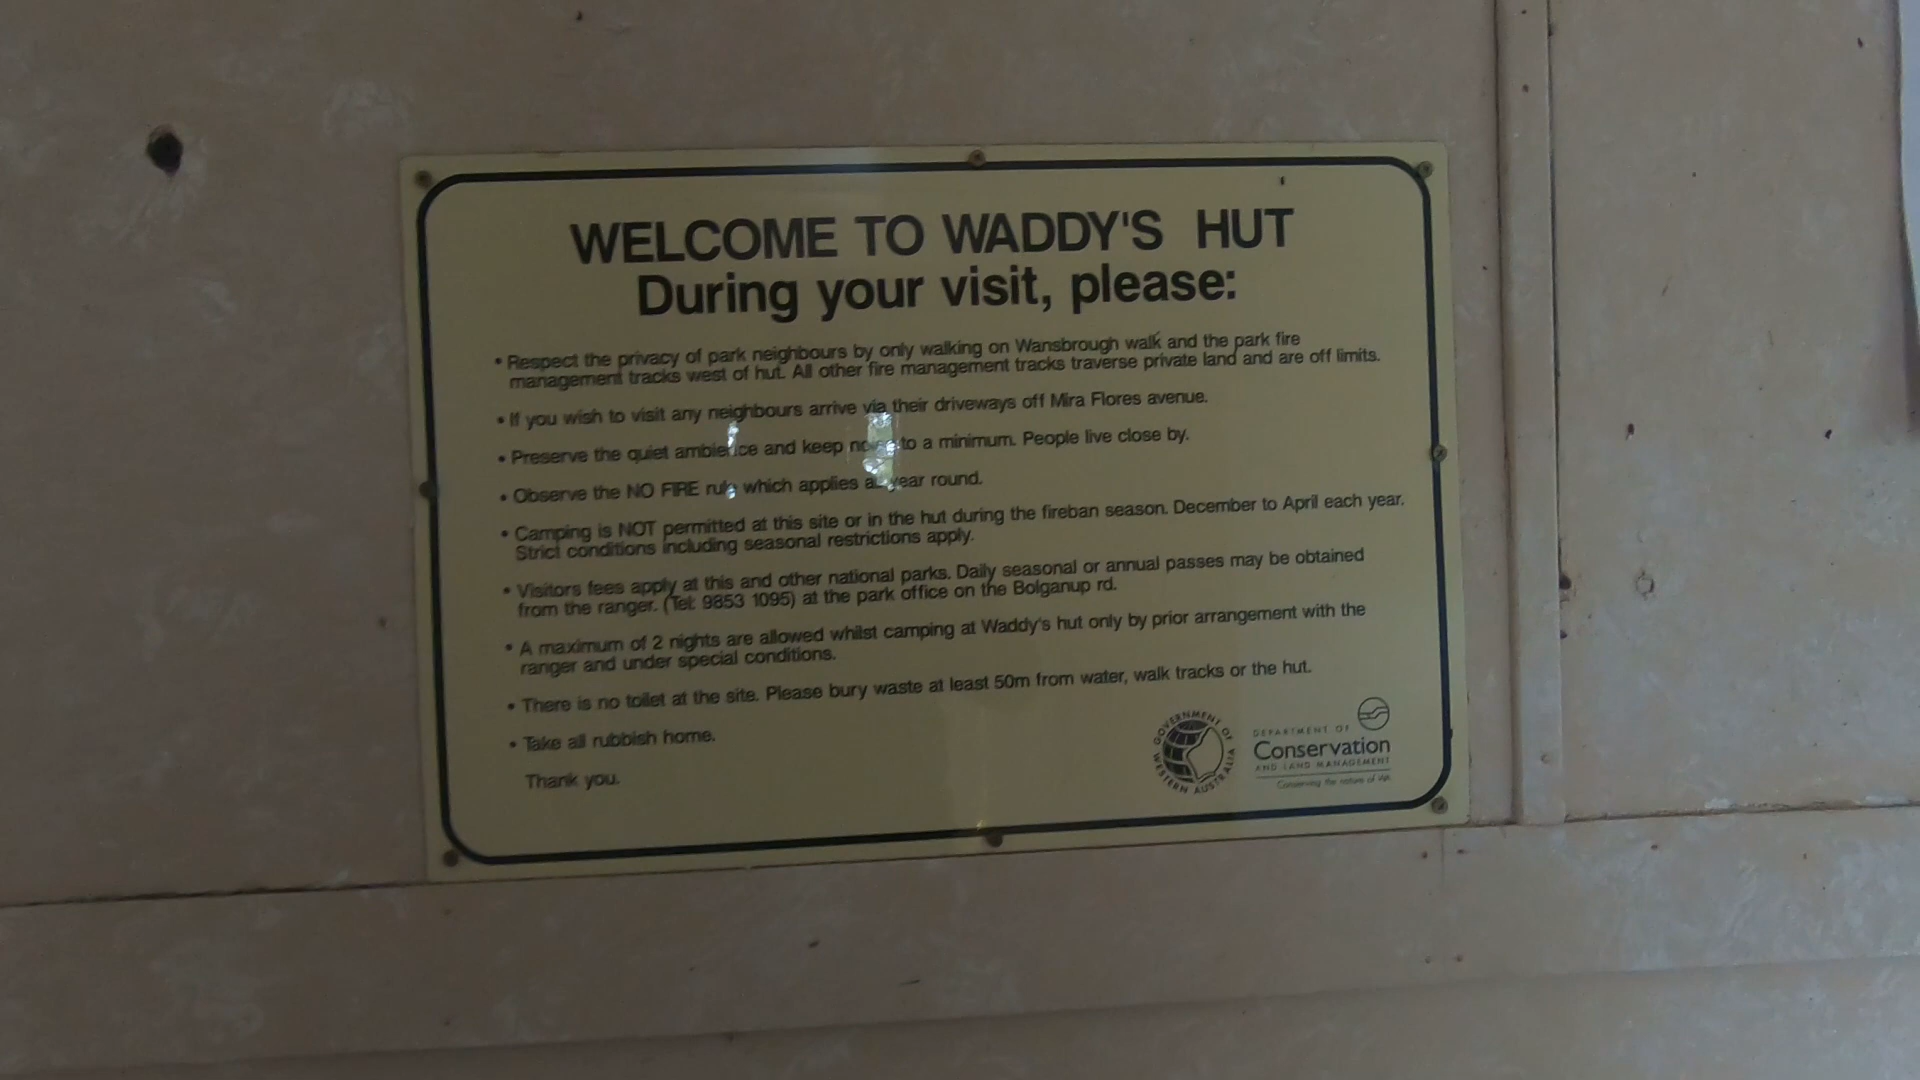 WELCOME TO WADDY'S HUT
During your visit, please:
• Respect the privacy of park neighbours by only walking on Wansbrough walk and the park fire
management tracks west of hut. All other fire management tracks traverse private land and are off limits.
• If you wish to visit any neighbours arrive via their driveways off Mira Flores avenue.
• Preserve the quiet ambience and keep noise to a minimum. People live close by.
• Observe the NO FIRE rule which applies all year round.
• Camping is NOT permitted at this site or in the hut during the fireban season. December to April each year.
Strict conditions including seasonal restrictions apply.
• Visitors fees apply at this and other national parks. Daily seasonal or annual passes may be obtained
from the ranger. (Tel: 9853 1095) at the park office on the Bolganup rd.
• A maximum of 2 nights are allowed whilst camping at Waddy's hut only by prior arrangement with the
ranger and under special conditions.
• There is no toilet at the site. Please bury waste at least 50m from water, walk tracks or the hut.
• Take all rubbish home.
Thank you.
GOVERNMENT OF WESTERN AUSTRALIA
DEPARTMENT OF
Conservation
AND LAND MANAGEMENT
Conserving the nature of WA